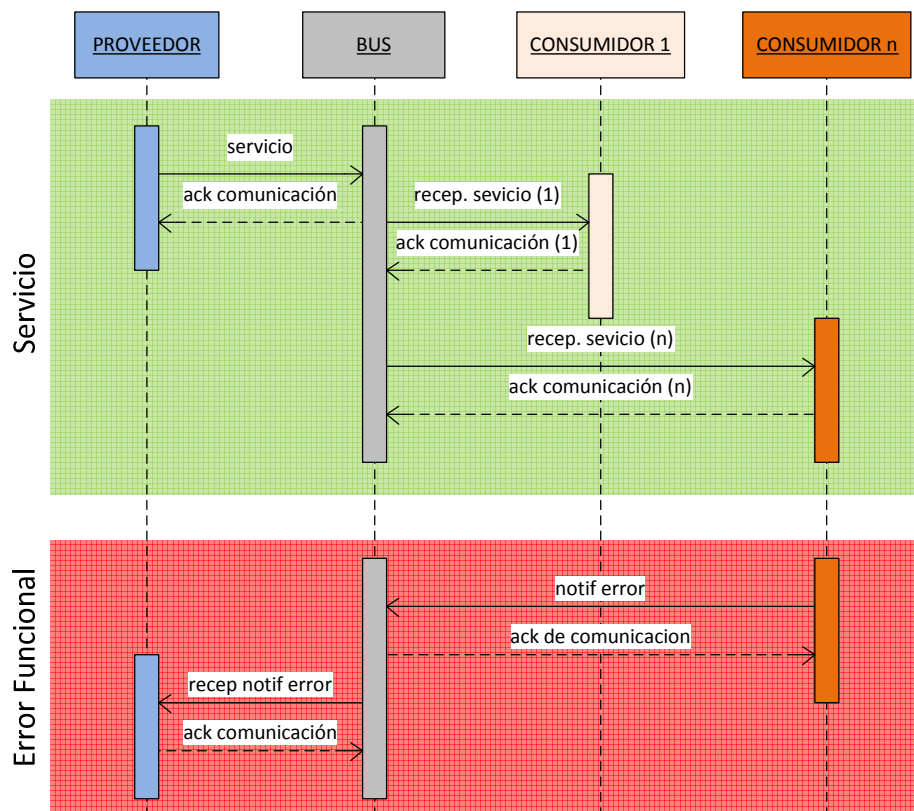 PROVEEDOR
BUS
CONSUMIDOR 1
CONSUMIDOR n
Servicio
servicio
ack comunicación
recep. sevicio (1)
ack comunicación (1)
recep. sevicio (n)
ack comunicación (n)
Error Funcional
notif error
ack de comunicacion
recep notif error
ack comunicación